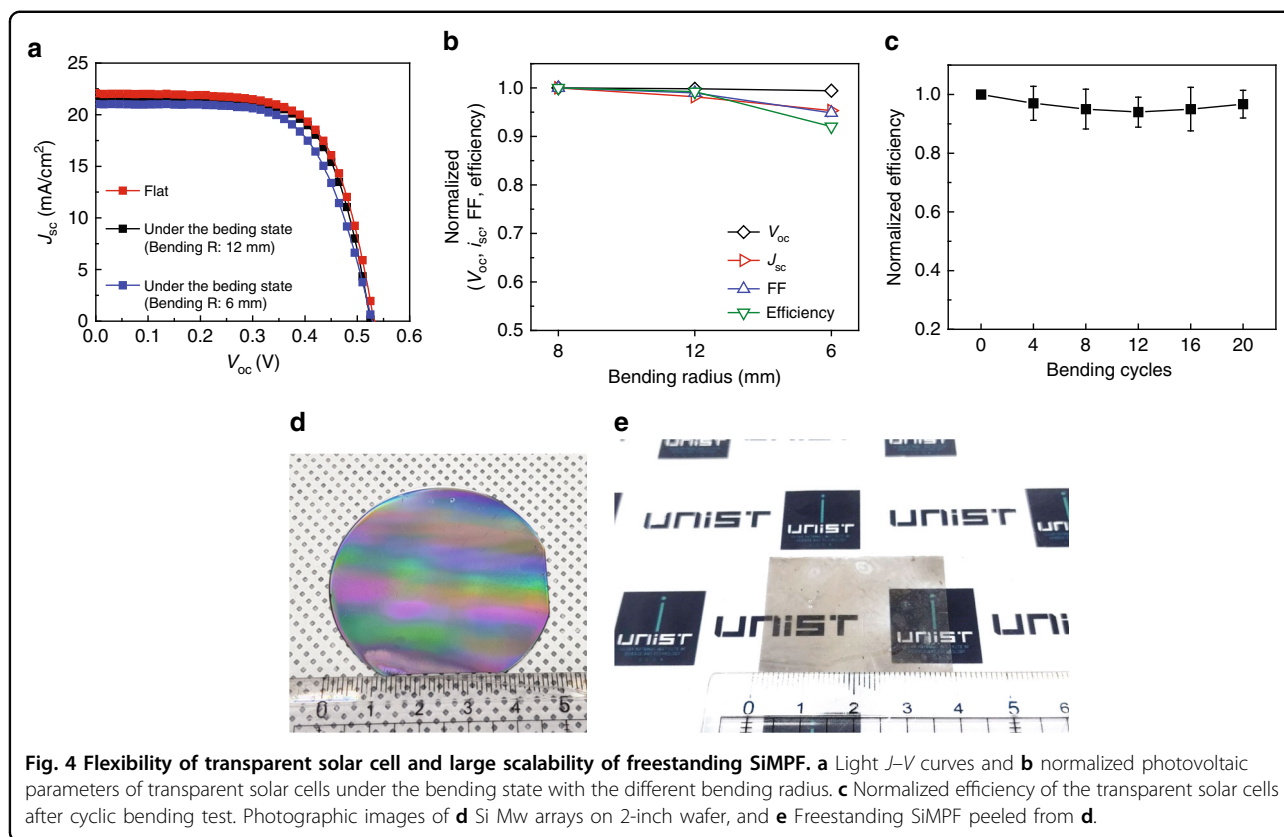 a
25
20
15
10
5
0
0.0 0.1 0.2 0.3 0.4 0.5 0.6
Jsc (mA/cm²)
Voc (V)
Flat
Under the beding state
(Bending R: 12 mm)
Under the beding state
(Bending R: 6 mm)
b
1.0
0.9
0.8
0.7
0.6
0.5
8 12 6
Normalized
(Voc, isc, FF, efficiency)
Bending radius (mm)
Voc
Jsc
FF
Efficiency
c
1.0
0.8
0.6
0.4
0.2
0 4 8 12 16 20
Normalized efficiency
Bending cycles
d
0 1 2 3 4 5
e
UNIST
UNIST UNIST UNIST
UNIST UNIST UNIST UNI
0 1 2 3 4 5 6
Fig. 4 Flexibility of transparent solar cell and large scalability of freestanding SiMPF. a Light J–V curves and b normalized photovoltaic
parameters of transparent solar cells under the bending state with the different bending radius. c Normalized efficiency of the transparent solar cells
after cyclic bending test. Photographic images of d Si Mw arrays on 2-inch wafer, and e Freestanding SiMPF peeled from d.